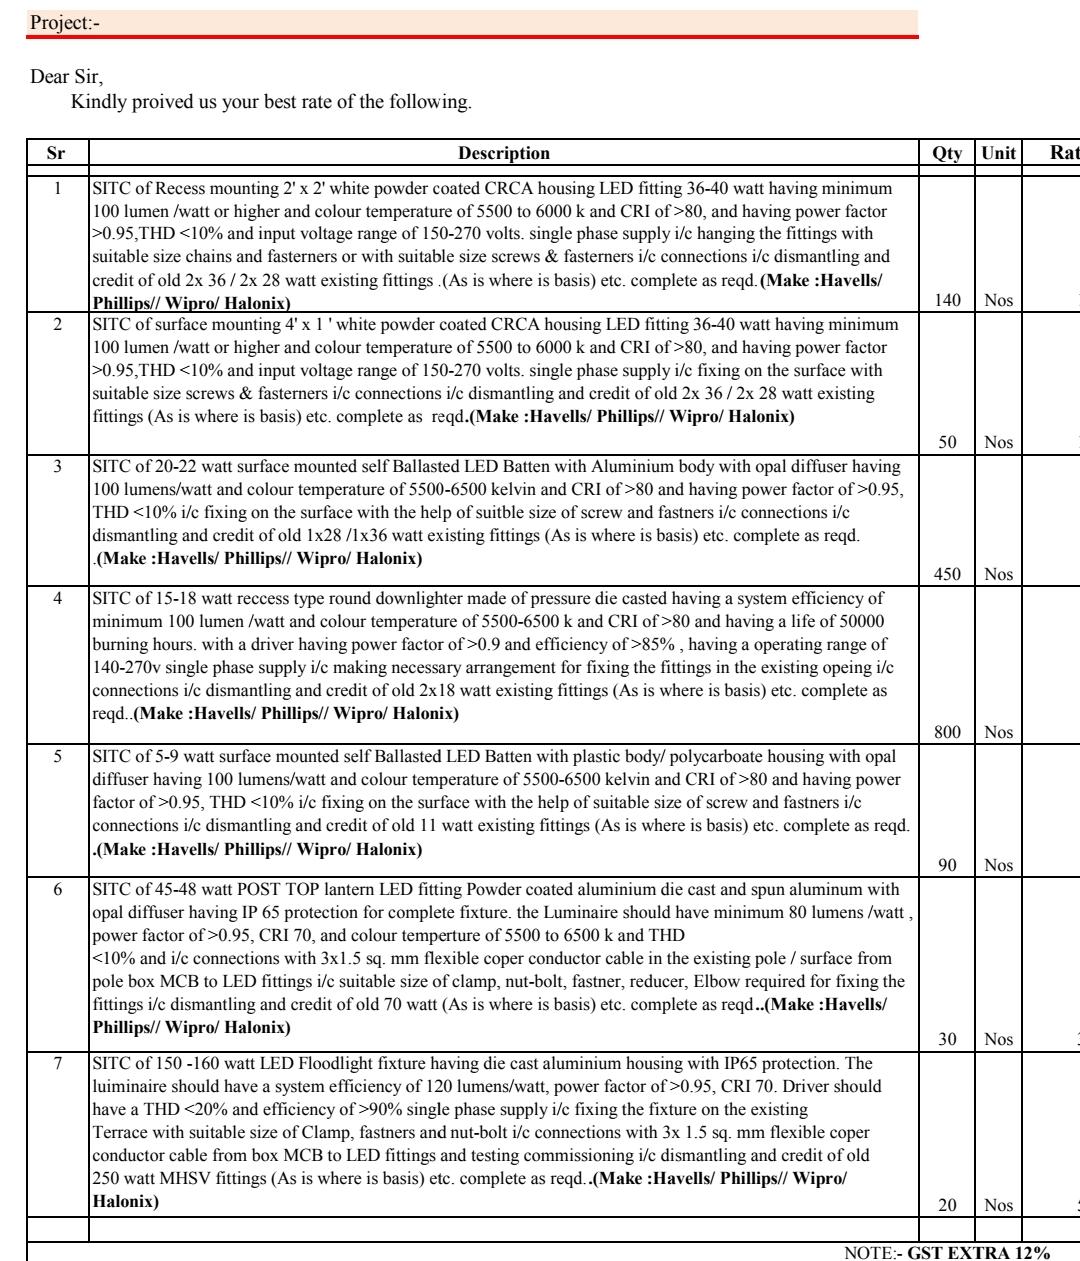 Project:-
Dear Sir,
Kindly proived us your best rate of the following.
Sr Description Qty Unit
1 SITC of Recess mounting 2' x 2' white powder coated CRCA housing LED fitting 36-40 watt having minimum
100 lumen /watt or higher and colour temperature of 5500 to 6000 k and CRI of >80, and having power factor
>0.95,THD <10% and input voltage range of 150-270 volts. single phase supply i/c hanging the fittings with
suitable size chains and fasterners or with suitable size screws & fasterners i/c connections i/c dismantling and
credit of old 2x 36 / 2x 28 watt existing fittings .(As is where is basis) etc. complete as reqd.(Make :Havells/
Phillips// Wipro/ Halonix) 140 Nos
2 SITC of surface mounting 4' x 1 ' white powder coated CRCA housing LED fitting 36-40 watt having minimum
100 lumen /watt or higher and colour temperature of 5500 to 6000 k and CRI of >80, and having power factor
>0.95,THD <10% and input voltage range of 150-270 volts. single phase supply i/c fixing on the surface with
suitable size screws & fasterners i/c connections i/c dismantling and credit of old 2x 36 / 2x 28 watt existing
fittings (As is where is basis) etc. complete as reqd.(Make :Havells/ Phillips// Wipro/ Halonix)
50 Nos
3 SITC of 20-22 watt surface mounted self Ballasted LED Batten with Aluminium body with opal diffuser having
100 lumens/watt and colour temperature of 5500-6500 kelvin and CRI of >80 and having power factor of >0.95,
THD <10% i/c fixing on the surface with the help of suitble size of screw and fastners i/c connections i/c
dismantling and credit of old 1x28 /1x36 watt existing fittings (As is where is basis) etc. complete as reqd.
.(Make :Havells/ Phillips// Wipro/ Halonix)
450 Nos
4 SITC of 15-18 watt reccess type round downlighter made of pressure die casted having a system efficiency of
minimum 100 lumen /watt and colour temperature of 5500-6500 k and CRI of >80 and having a life of 50000
burning hours. with a driver having power factor of >0.9 and efficiency of >85% , having a operating range of
140-270v single phase supply i/c making necessary arrangement for fixing the fittings in the existing opeing i/c
connections i/c dismantling and credit of old 2x18 watt existing fittings (As is where is basis) etc. complete as
reqd..(Make :Havells/ Phillips// Wipro/ Halonix)
800 Nos
5 SITC of 5-9 watt surface mounted self Ballasted LED Batten with plastic body/ polycarboate housing with opal
diffuser having 100 lumens/watt and colour temperature of 5500-6500 kelvin and CRI of >80 and having power
factor of >0.95, THD <10% i/c fixing on the surface with the help of suitable size of screw and fastners i/c
connections i/c dismantling and credit of old 11 watt existing fittings (As is where is basis) etc. complete as reqd.
.(Make :Havells/ Phillips// Wipro/ Halonix)
90 Nos
6 SITC of 45-48 watt POST TOP lantern LED fitting Powder coated aluminium die cast and spun aluminum with
opal diffuser having IP 65 protection for complete fixture. the Luminaire should have minimum 80 lumens /watt ,
power factor of >0.95, CRI 70, and colour temperture of 5500 to 6500 k and THD
<10% and i/c connections with 3x1.5 sq. mm flexible coper conductor cable in the existing pole / surface from
pole box MCB to LED fittings i/c suitable size of clamp, nut-bolt, fastner, reducer, Elbow required for fixing the
fittings i/c dismantling and credit of old 70 watt (As is where is basis) etc. complete as reqd..(Make :Havells/
Phillips// Wipro/ Halonix)
30 Nos
7 SITC of 150 -160 watt LED Floodlight fixture having die cast aluminium housing with IP65 protection. The
luiminaire should have a system efficiency of 120 lumens/watt, power factor of >0.95, CRI 70. Driver should
have a THD <20% and efficiency of >90% single phase supply i/c fixing the fixture on the existing
Terrace with suitable size of Clamp, fastners and nut-bolt i/c connections with 3x 1.5 sq. mm flexible coper
conductor cable from box MCB to LED fittings and testing commissioning i/c dismantling and credit of old
250 watt MHSV fittings (As is where is basis) etc. complete as reqd..(Make :Havells/ Phillips// Wipro/
Halonix) 20 Nos
NOTE:- GST EXTRA 12%